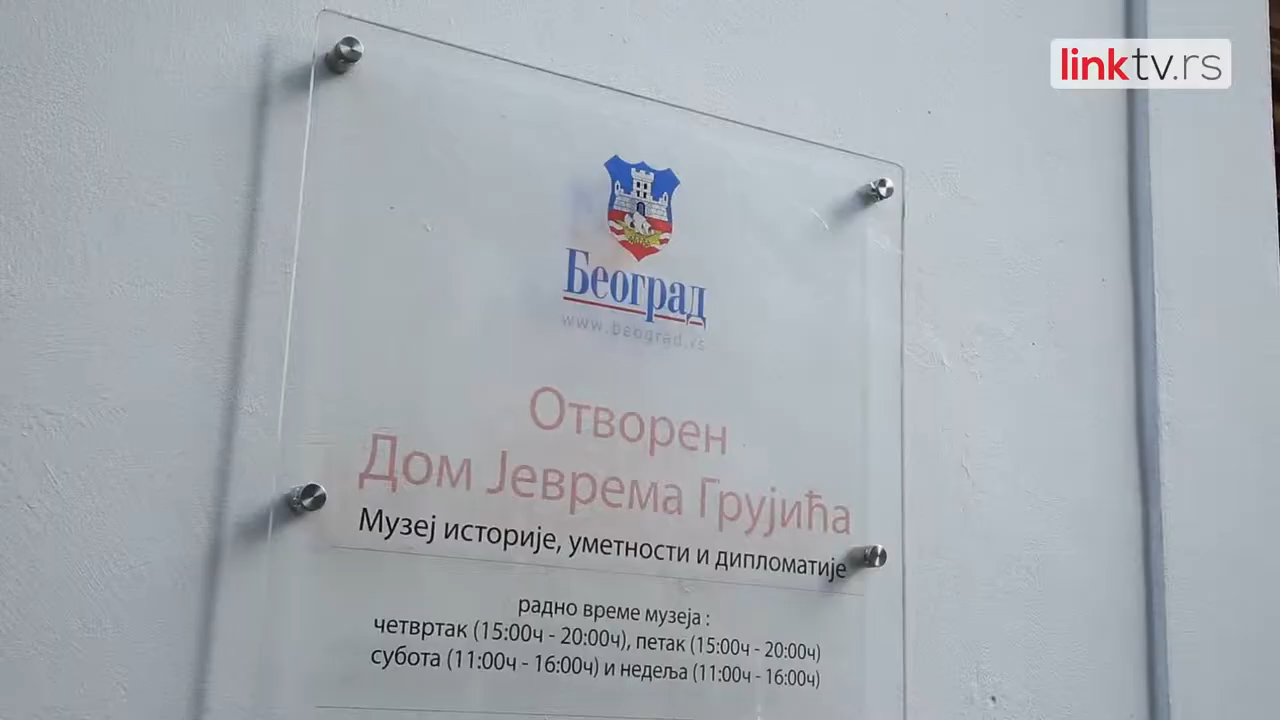 linktv.rs
Београд
www.beograd.rs
Отворен
Дом Јеврема Грујића
Музеј историје, уметности и дипломатије
радно време музеја :
четвртак (15:00ч - 20:00ч), петак (15:00ч - 20:00ч)
субота (11:00ч - 16:00ч) и недеља (11:00ч - 16:00ч)